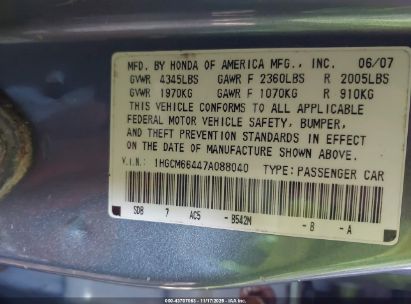 MFD. BY HONDA OF AMERICA MFG., INC. 06/07
GVWR 4345LBS GAWR F 2360LBS R 2005LBS
GVWR 1970KG GAWR F 1070KG R 910KG
THIS VEHICLE CONFORMS TO ALL APPLICABLE
FEDERAL MOTOR VEHICLE SAFETY, BUMPER,
AND THEFT PREVENTION STANDARDS IN EFFECT
ON THE DATE OF MANUFACTURE SHOWN ABOVE.
V.I.N: 1HGCM66447A088040 TYPE: PASSENGER CAR
SDB 7 AC5 - B542M - B - A